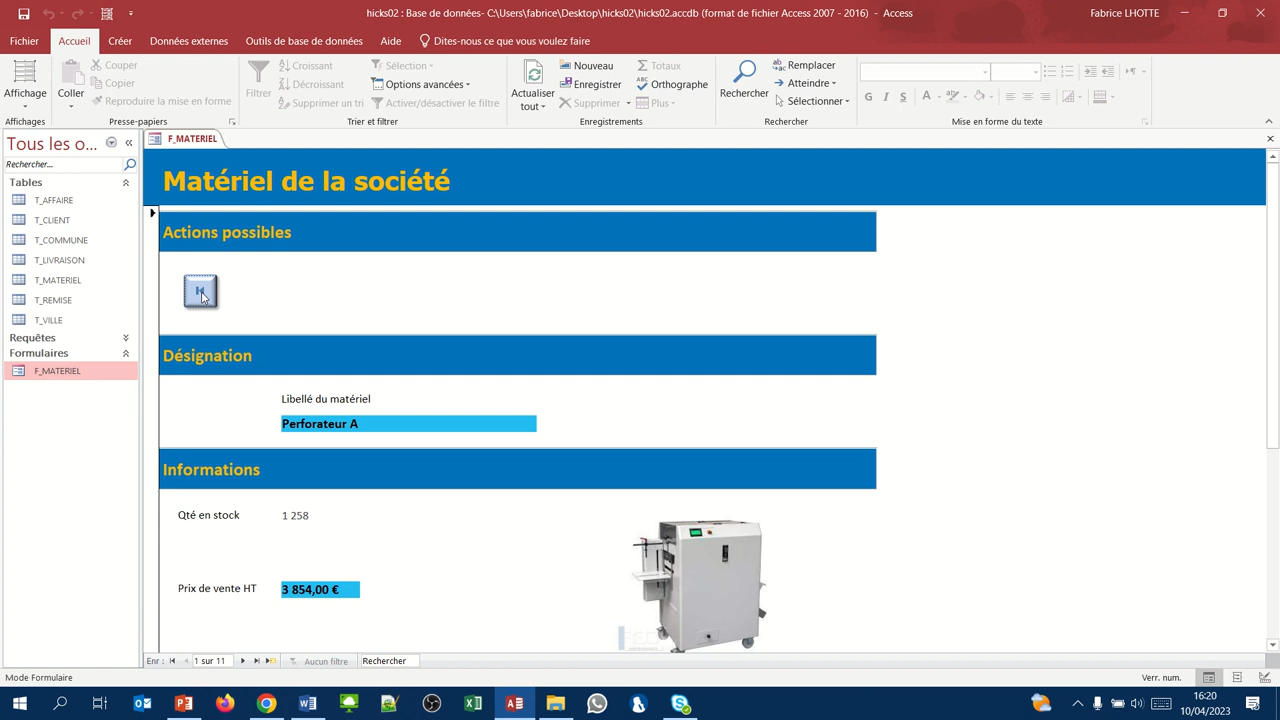 hicks02 : Base de données- C:\Users\fabrice\Desktop\hicks02\hicks02.accdb (format de fichier Access 2007 - 2016) - Access
Fabrice LHOTTE
Fichier Accueil Créer Données externes Outils de base de données Aide Dites-nous ce que vous voulez faire
Affichage
Affichages
Coller
Couper
Copier
Reproduire la mise en forme
Presse-papiers
Filtrer
Croissant
Décroissant
Supprimer un tri
Sélection
Options avancées
Activer/désactiver le filtre
Trier et filtrer
Actualiser
tout
Nouveau
Enregistrer
Supprimer
Totaux
Orthographe
Plus
Enregistrements
Rechercher
Remplacer
Atteindre
Sélectionner
Rechercher
G I S A
Mise en forme du texte
Tous les o...
Rechercher...
Tables
T_AFFAIRE
T_CLIENT
T_COMMUNE
T_LIVRAISON
T_MATERIEL
T_REMISE
T_VILLE
Requêtes
Formulaires
F_MATERIEL
F_MATERIEL
Matériel de la société
Actions possibles
Désignation
Libellé du matériel
Perforateur A
Informations
Qté en stock 1 258
Prix de vente HT 3 854,00 €
Enr : 1 sur 11 Aucun filtre Rechercher
Mode Formulaire
Verr. num.
16:20
10/04/2023